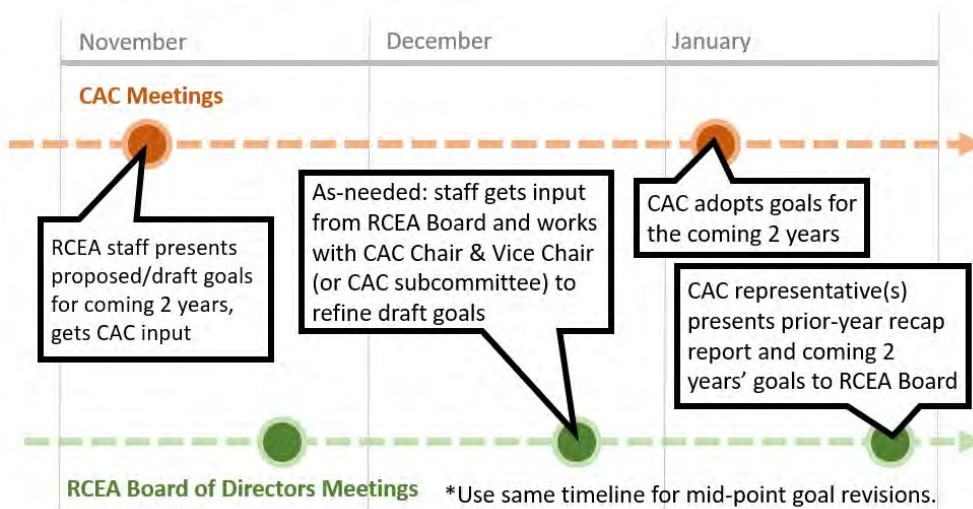 November
December
January
CAC Meetings
RCEA staff presents
proposed/draft goals
for coming 2 years,
gets CAC input
As-needed: staff gets input
from RCEA Board and works
with CAC Chair & Vice Chair
(or CAC subcommittee) to
refine draft goals
CAC adopts goals for
the coming 2 years
CAC representative(s)
presents prior-year recap
report and coming 2
years’ goals to RCEA Board
RCEA Board of Directors Meetings
*Use same timeline for mid-point goal revisions.